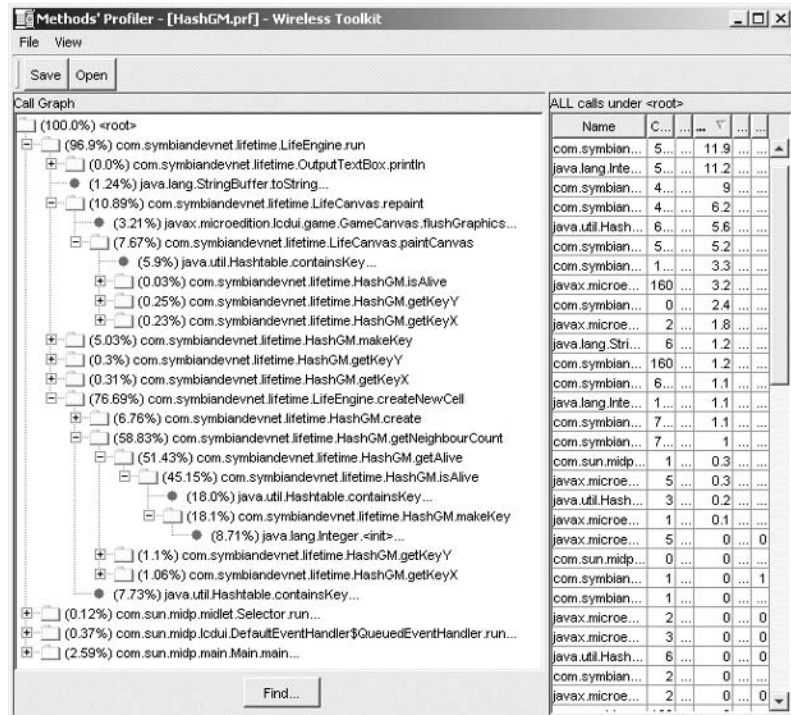 Methods' Profiler - [HashGM.prf] - Wireless Toolkit
File View
Save Open
Call Graph
(100.0%) <root>
(96.9%) com.symbiandevnet.lifetime.LifeEngine.run
(0.0%) com.symbiandevnet.lifetime.OutputTextBox.println
(1.24%) java.lang.StringBuffer.toString...
(10.89%) com.symbiandevnet.lifetime.LifeCanvas.repaint
(3.21%) javax.microedition.lcdui.game.GameCanvas.flushGraphics...
(7.67%) com.symbiandevnet.lifetime.LifeCanvas.paintCanvas
(5.9%) java.util.Hashtable.containsKey...
(0.03%) com.symbiandevnet.lifetime.HashGM.isAlive
(0.25%) com.symbiandevnet.lifetime.HashGM.getKeyY
(0.23%) com.symbiandevnet.lifetime.HashGM.getKeyX
(5.03%) com.symbiandevnet.lifetime.HashGM.makeKey
(0.3%) com.symbiandevnet.lifetime.HashGM.getKeyY
(0.31%) com.symbiandevnet.lifetime.HashGM.getKeyX
(76.69%) com.symbiandevnet.lifetime.LifeEngine.createNewCell
(6.76%) com.symbiandevnet.lifetime.HashGM.create
(58.83%) com.symbiandevnet.lifetime.HashGM.getNeighbourCount
(51.43%) com.symbiandevnet.lifetime.HashGM.getAlive
(45.15%) com.symbiandevnet.lifetime.HashGM.isAlive
(18.0%) java.util.Hashtable.containsKey...
(18.1%) com.symbiandevnet.lifetime.HashGM.makeKey
(8.71%) java.lang.Integer.<init>...
(1.1%) com.symbiandevnet.lifetime.HashGM.getKeyY
(1.06%) com.symbiandevnet.lifetime.HashGM.getKeyX
(7.73%) java.util.Hashtable.containsKey...
(0.12%) com.sun.midp.midlet.Selector.run...
(0.37%) com.sun.midp.lcdui.DefaultEventHandler$QueuedEventHandler.run...
(2.59%) com.sun.midp.main.Main.main...
Find...
ALL calls under <root>
Name C... ... ... ... ...
com.symbian... 5... ... 11.9 ... ...
java.lang.Inte... 5... ... 11.2 ... ...
com.symbian... 4... ... 9 ... ...
com.symbian... 4... ... 6.2 ... ...
java.util.Hash... 6... ... 5.6 ... ...
com.symbian... 5... ... 5.2 ... ...
com.symbian... 1... ... 3.3 ... ...
javax.microe... 160 ... 3.2 ... ...
com.symbian... 0 ... 2.4 ... ...
javax.microe... 2 ... 1.8 ... ...
java.lang.Stri... 6 ... 1.2 ... ...
com.symbian... 160 ... 1.2 ... ...
com.symbian... 6... ... 1.1 ... ...
java.lang.Inte... 1... ... 1.1 ... ...
com.symbian... 7... ... 1.1 ... ...
com.symbian... 7... ... 1 ... ...
com.sun.midp... 1 ... 0.3 ... ...
javax.microe... 5 ... 0.3 ... ...
java.util.Hash... 3 ... 0.2 ... ...
javax.microe... 1 ... 0.1 ... ...
javax.microe... 5 ... 0 ... 0
com.sun.midp... 0 ... 0 ... ...
com.symbian... 1 ... 0 ... 1
com.symbian... 1 ... 0 ... ...
javax.microe... 2 ... 0 ... 0
javax.microe... 3 ... 0 ... 0
java.util.Hash... 6 ... 0 ... 0
com.symbian... 2 ... 0 ... ...
javax.microe... 2 ... 0 ... 0